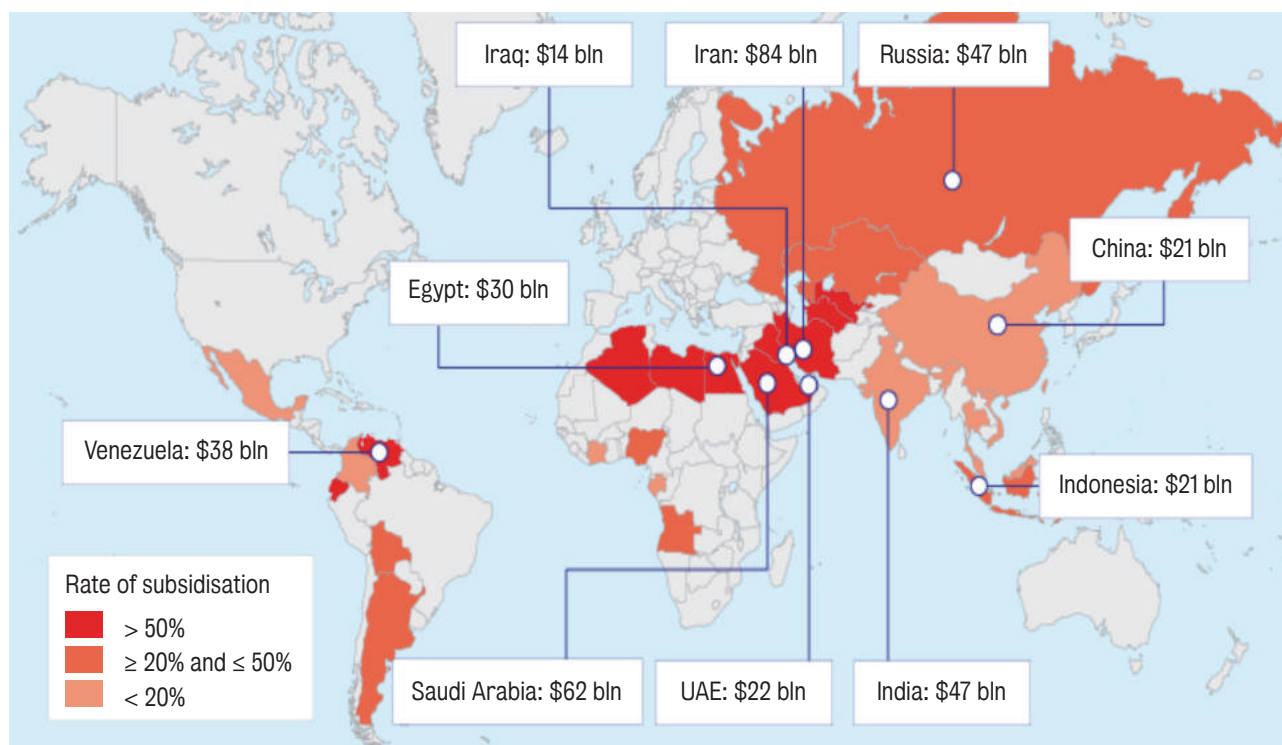 Iraq: $14 bln
Iran: $84 bln
Russia: $47 bln
China: $21 bln
Egypt: $30 bln
Venezuela: $38 bln
Indonesia: $21 bln
Rate of subsidisation
> 50%
≥ 20% and ≤ 50%
< 20%
Saudi Arabia: $62 bln
UAE: $22 bln
India: $47 bln